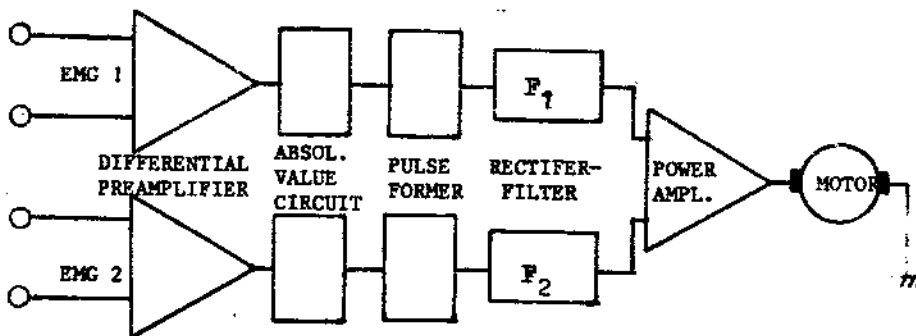 EMG 1
F1
DIFFERENTIAL
PREAMPLIFIER
ABSOL.
VALUE
CIRCUIT
PULSE
FORMER
RECTIFER-
FILTER
POWER
AMPL.
MOTOR
EMG 2
F2